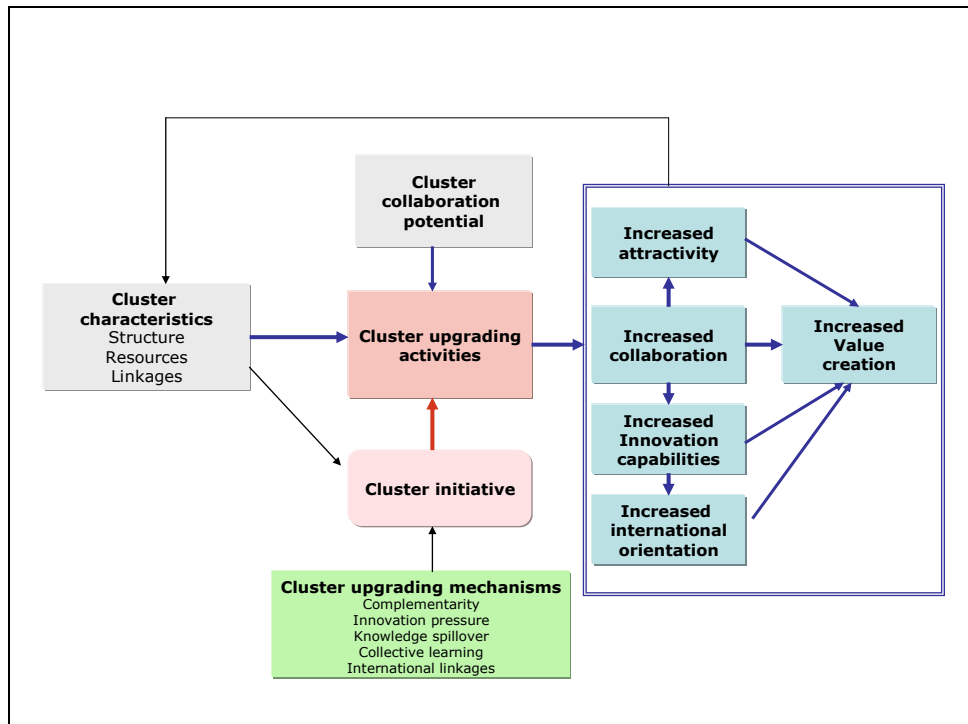 Cluster
collaboration
potential
Cluster
characteristics
Structure
Resources
Linkages
Cluster upgrading
activities
Cluster initiative
Cluster upgrading mechanisms
Complementarity
Innovation pressure
Knowledge spillover
Collective learning
International linkages
Increased
attractivity
Increased
collaboration
Increased
Innovation
capabilities
Increased
international
orientation
Increased
Value
creation